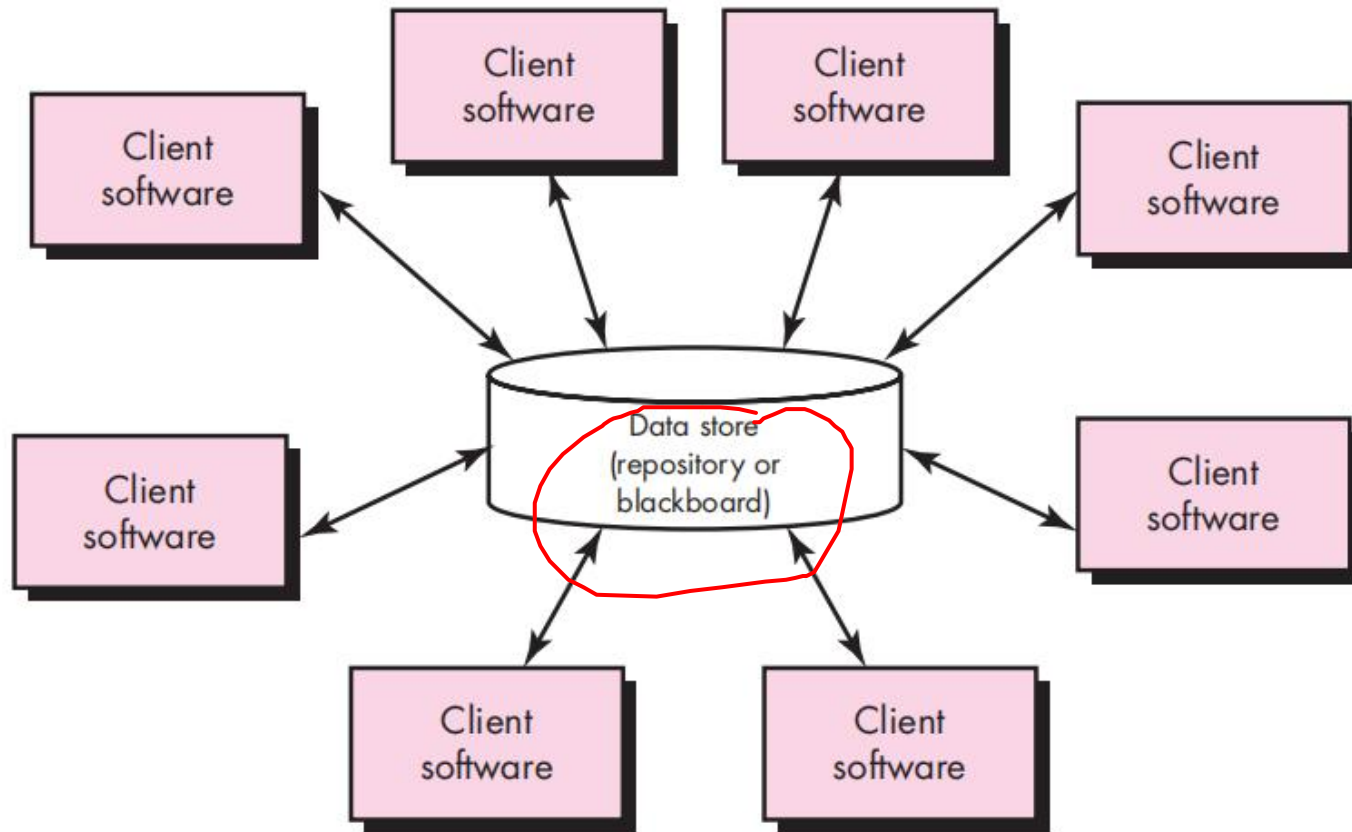 Client
software
Client
software
Client
software
Client
software
Data store
(repository or
blackboard)
Client
software
Client
software
Client
software
Client
software